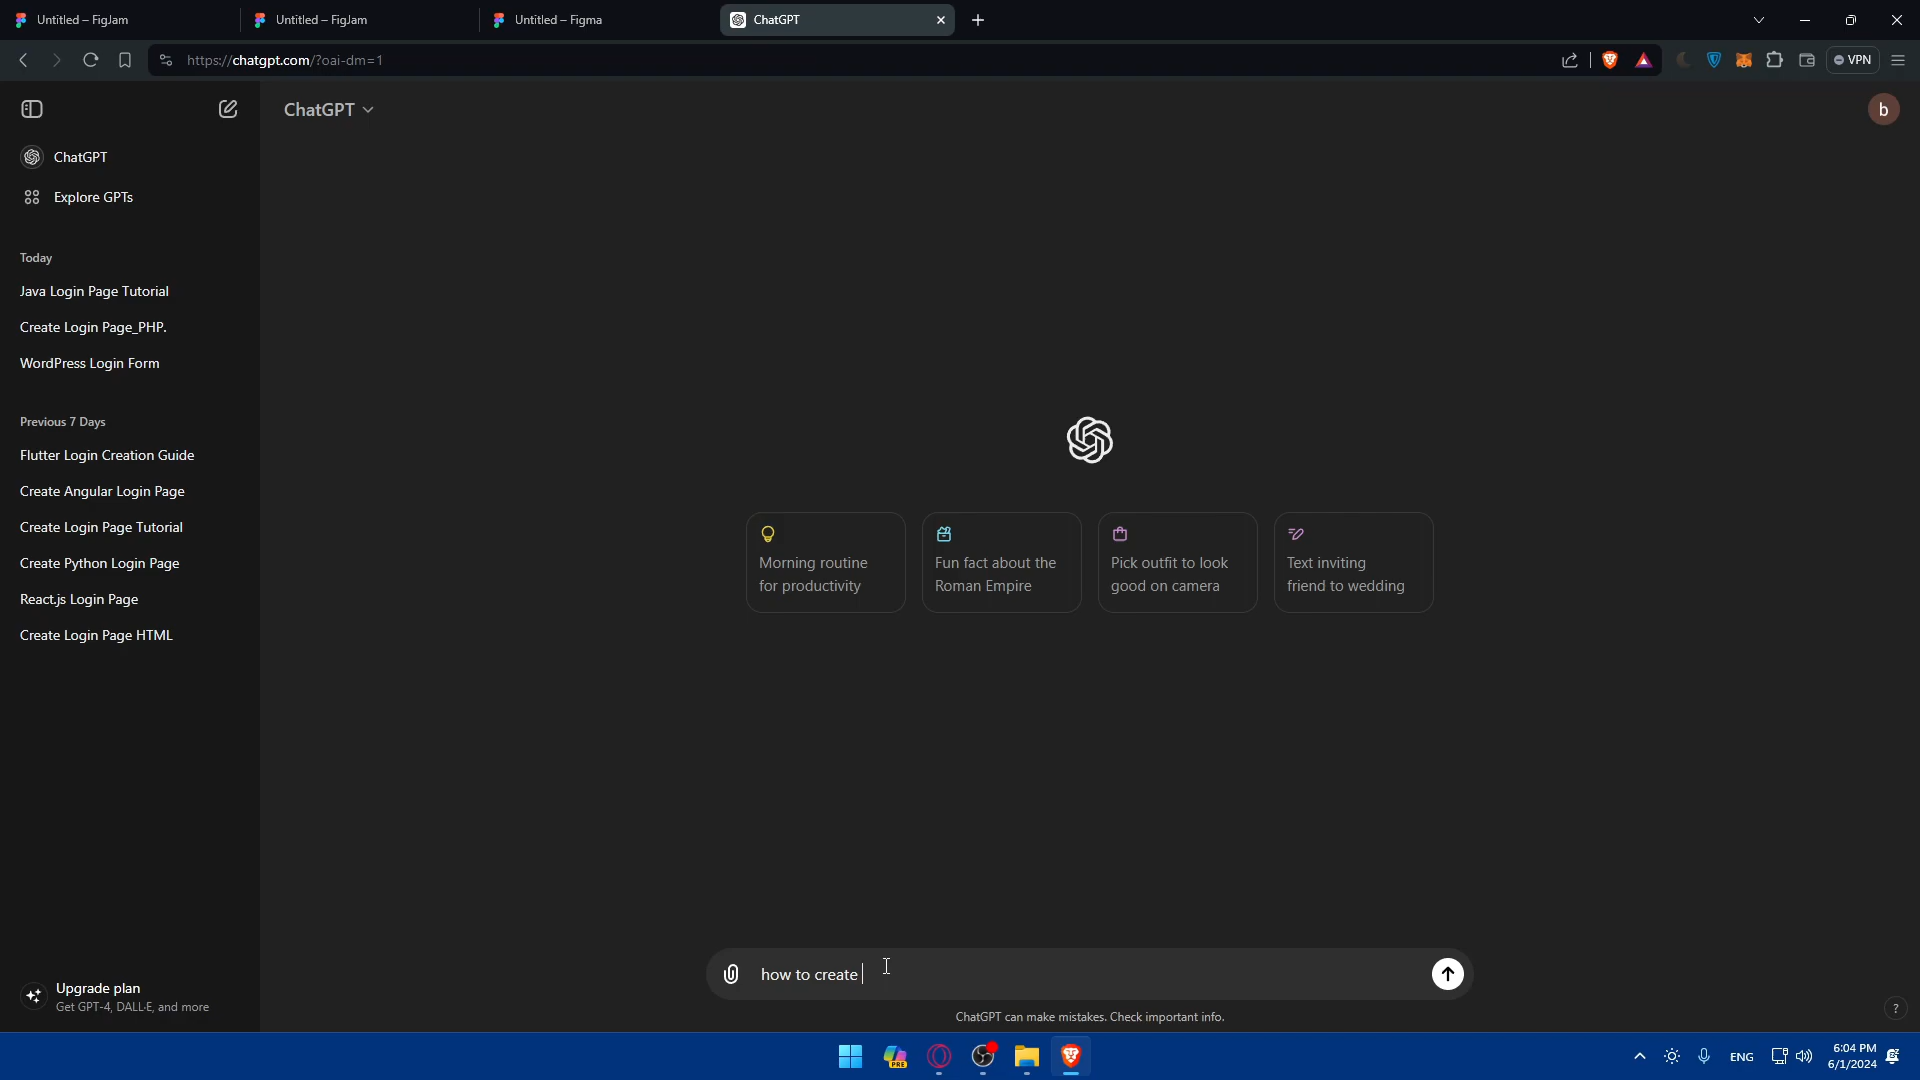 Untitled – FigJam
Untitled – FigJam
Untitled – Figma
ChatGPT
https://chatgpt.com/?oai-dm=1
VPN
ChatGPT
b
ChatGPT
Explore GPTs
Today
Java Login Page Tutorial
Create Login Page_PHP.
WordPress Login Form
Previous 7 Days
Flutter Login Creation Guide
Create Angular Login Page
Create Login Page Tutorial
Create Python Login Page
React.js Login Page
Create Login Page HTML
Morning routine
for productivity
Fun fact about the
Roman Empire
Pick outfit to look
good on camera
Text inviting
friend to wedding
how to create
Upgrade plan
Get GPT-4, DALL·E, and more
ChatGPT can make mistakes. Check important info.
?
PRE
ENG
6:04 PM
6/1/2024